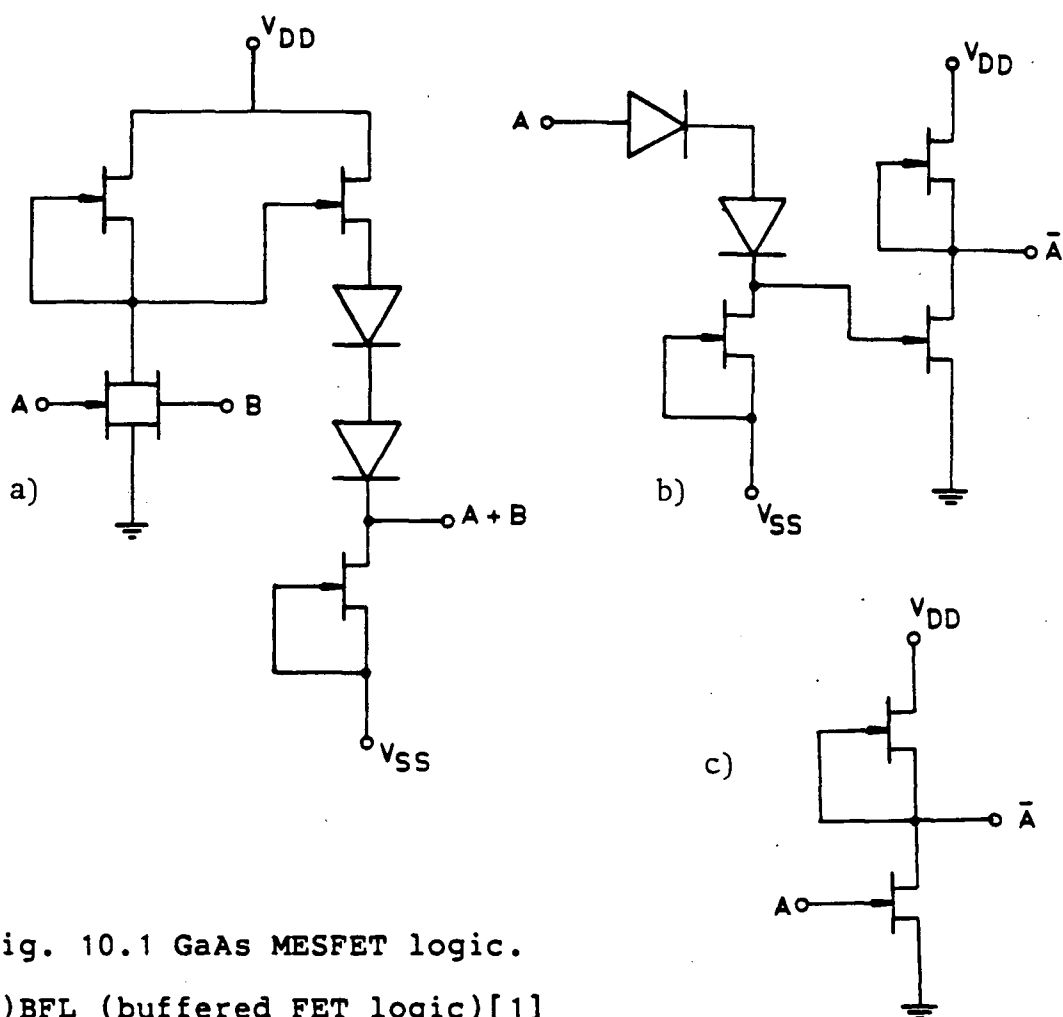 VDD
A
B
a)
A + B
VSS
A
VDD
Ā
b)
VSS
VDD
c)
Ā
A
ig. 10.1 GaAs MESFET logic.
)BFL (buffered FET logic)[1]